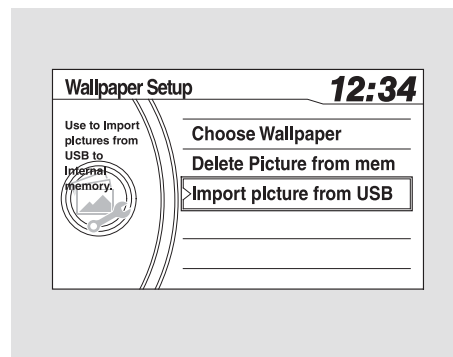 Wallpaper Setup
12:34
Use to Import
pictures from
USB to
Internal
memory.
Choose Wallpaper
Delete Picture from mem
Import picture from USB